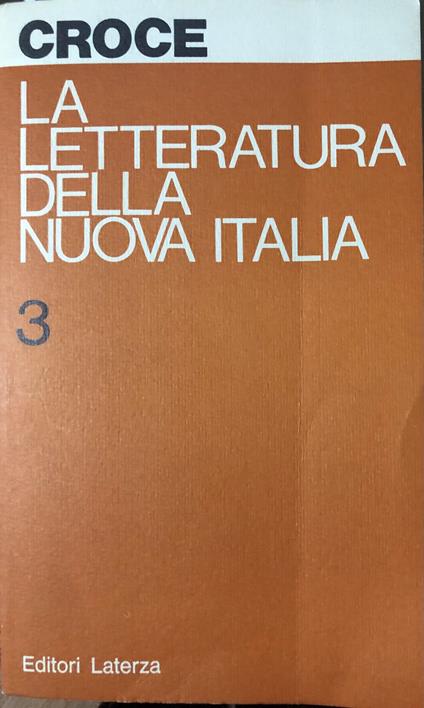 CROCE
LA
LETTERATURA
DELLA
NUOVA ITALIA
3
Editori Laterza